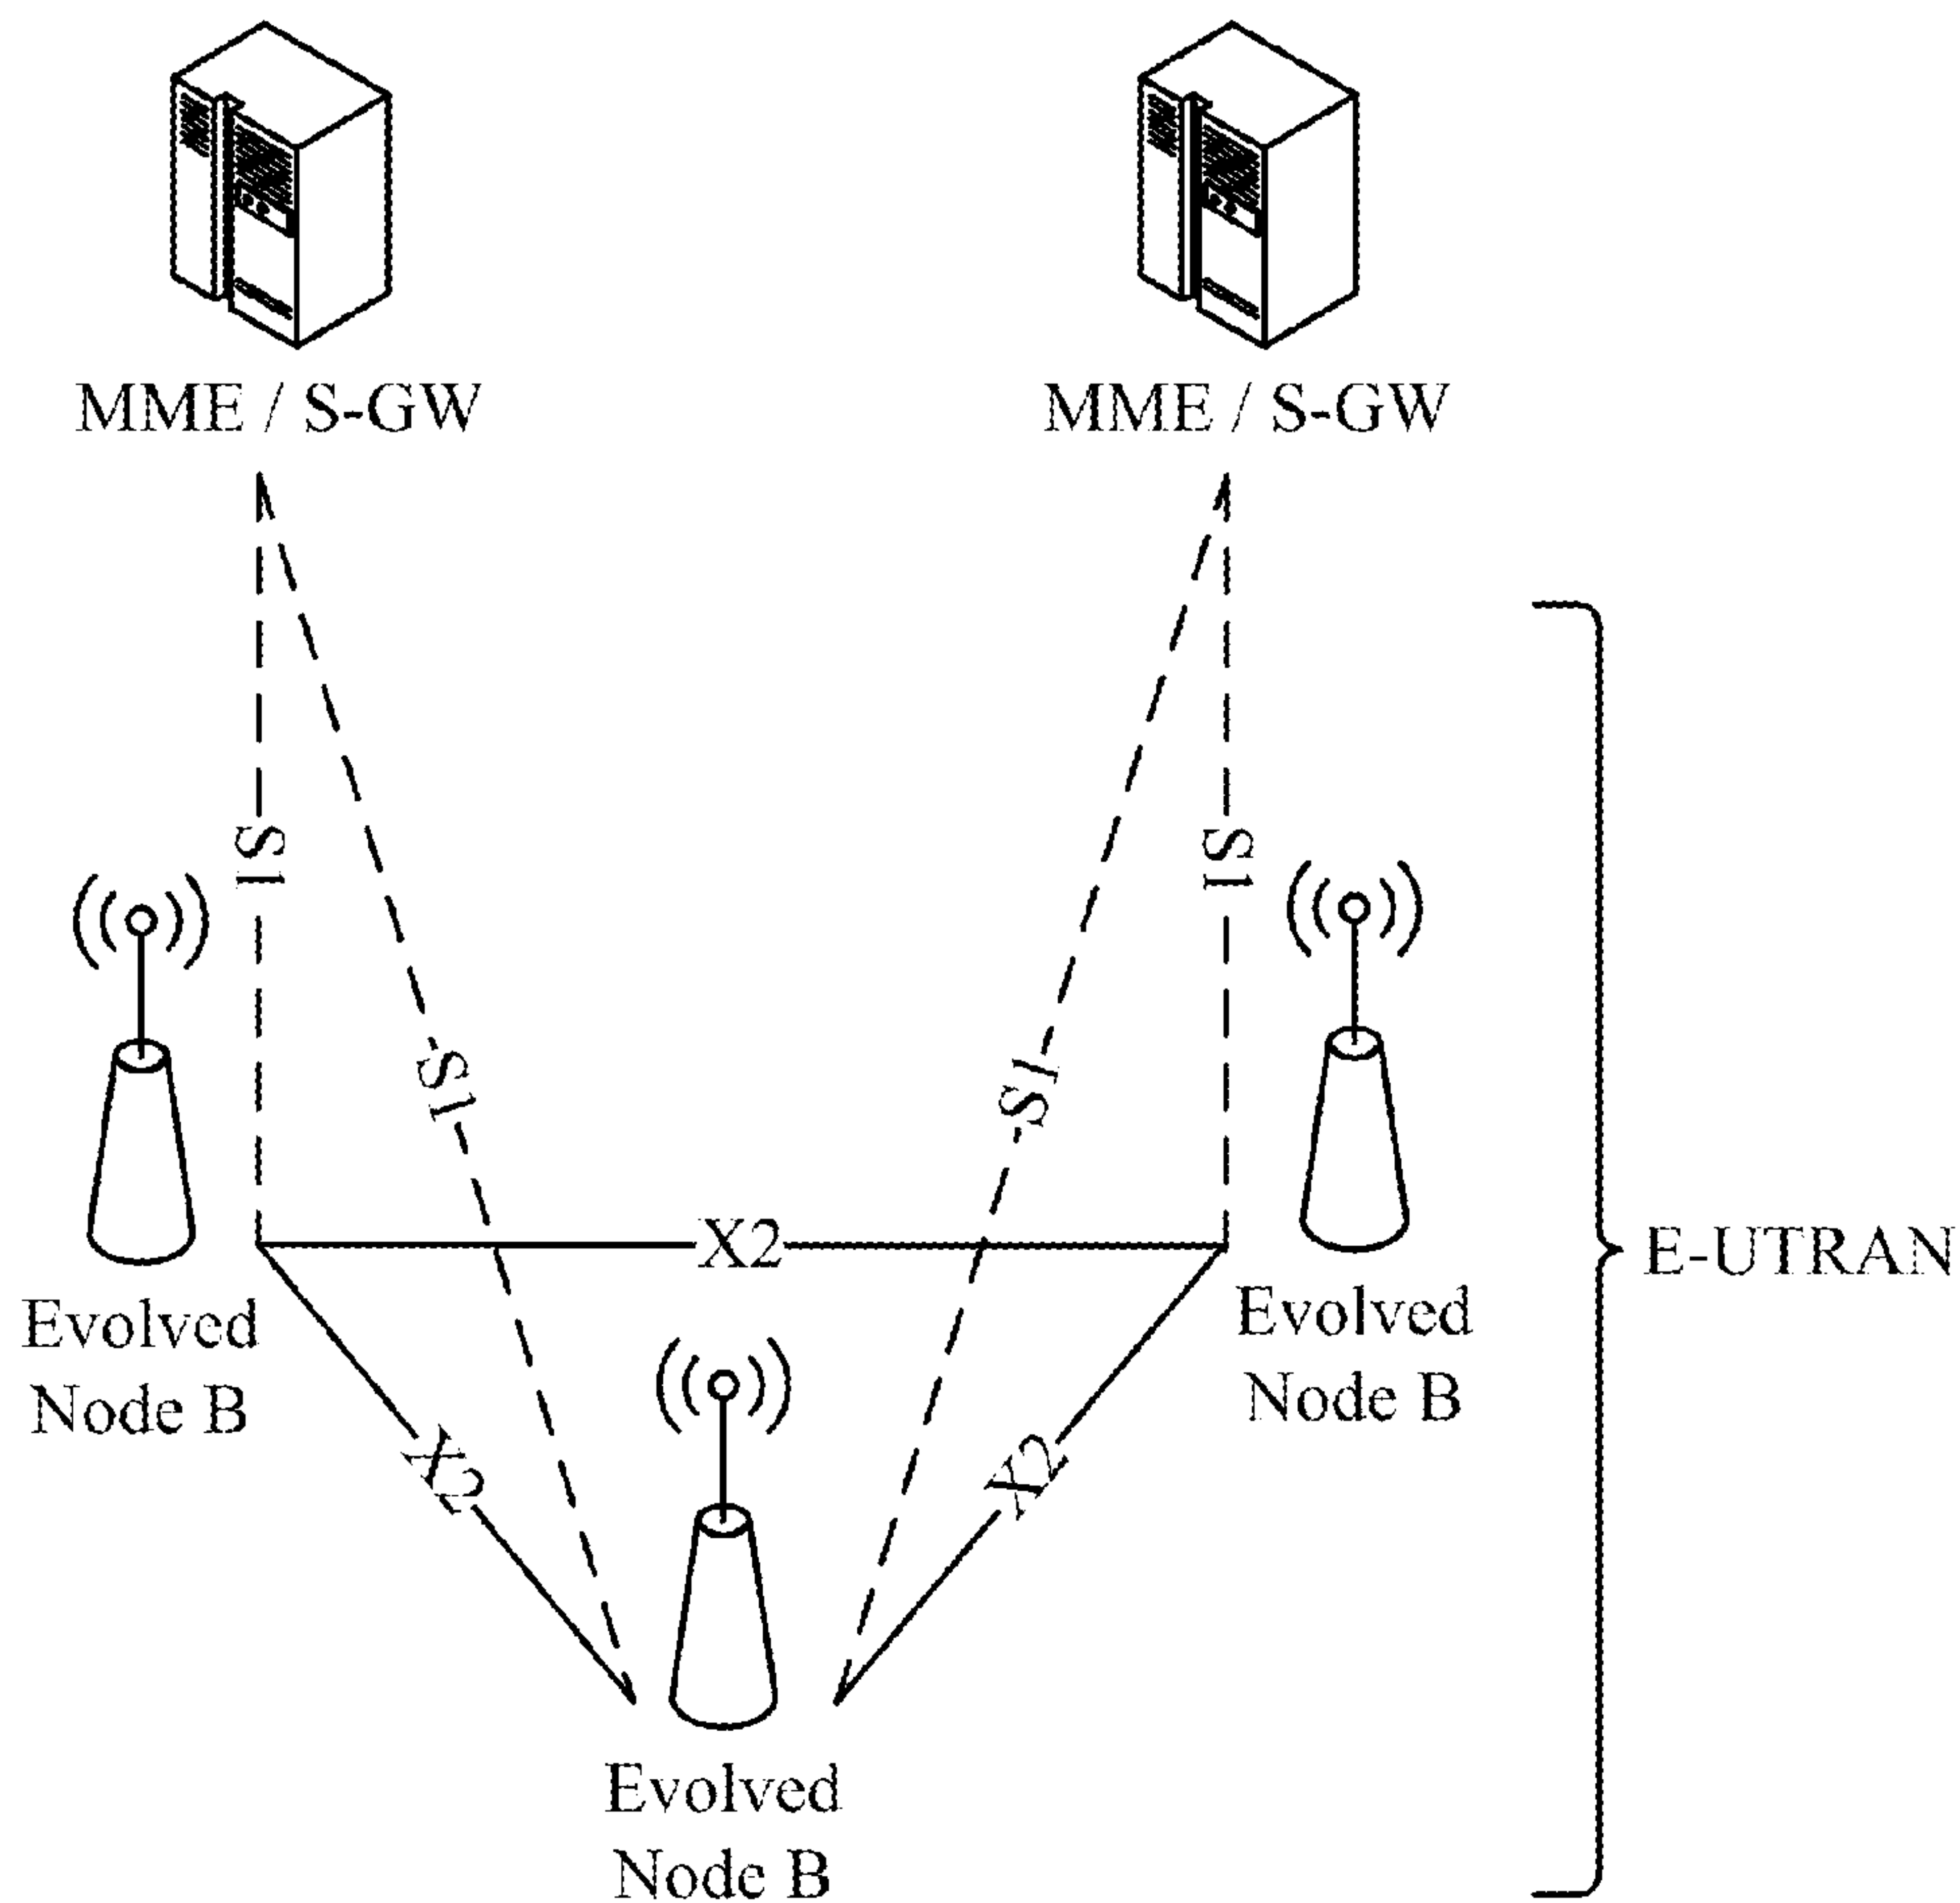 MME / S-GW
MME / S-GW
S1
S1
S1
S1
X2
E-UTRAN
Evolved
Node B
Evolved
Node B
X2
X2
Evolved
Node B